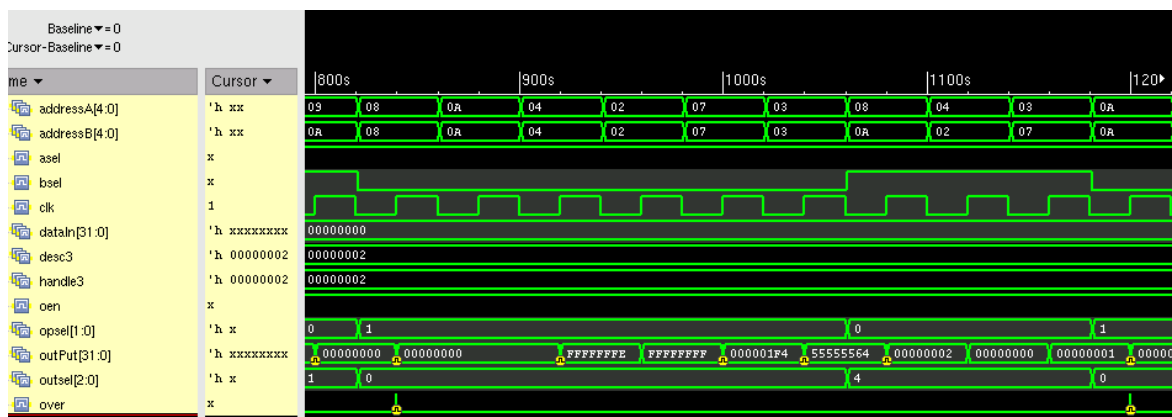 Baseline ▼= 0
Cursor-Baseline ▼= 0
me ▼ Cursor ▼ 800s 900s 1000s 1100s 120
addressA[4:0] 'h xx 09 08 0A 04 02 07 03 08 04 03 0A
addressB[4:0] 'h xx 0A 08 0A 04 02 07 03 0A 02 07 0A
asel x
bsel x
clk 1
dataIn[31:0] 'h xxxxxxxx 00000000
desc3 'h 00000002 00000002
handle3 'h 00000002 00000002
oen x
opsel[1:0] 'h x 0 1 0 1
outPut[31:0] 'h xxxxxxxx 00000000 00000000 FFFFFFFE FFFFFFFF 000001F4 55555564 00000002 00000000 00000001 0000
outsel[2:0] 'h x 1 0 4 0
over x